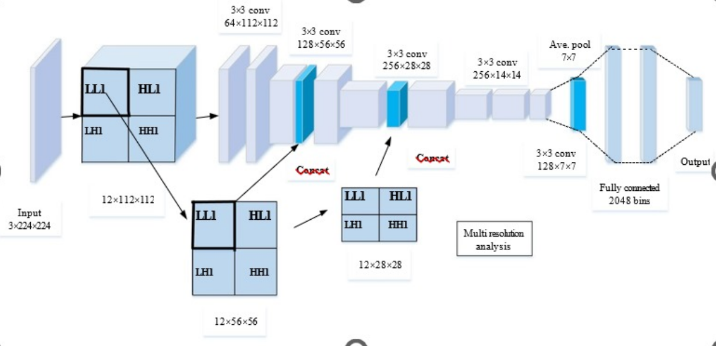 3×3 conv
64×112×112
3×3 conv
128×56×56
3×3 conv
256×28×28
3×3 conv
256×14×14
Ave. pool
7×7
LL1 HL1
LH1 HH1
Concat
Concat
3×3 conv
128×7×7
Output
Fully connected
2048 bins
Input
3×224×224
12×112×112
LL1 HL1
LH1 HH1
LL1 HL1
LH1 HH1
Multi resolution
analysis
12×28×28
12×56×56